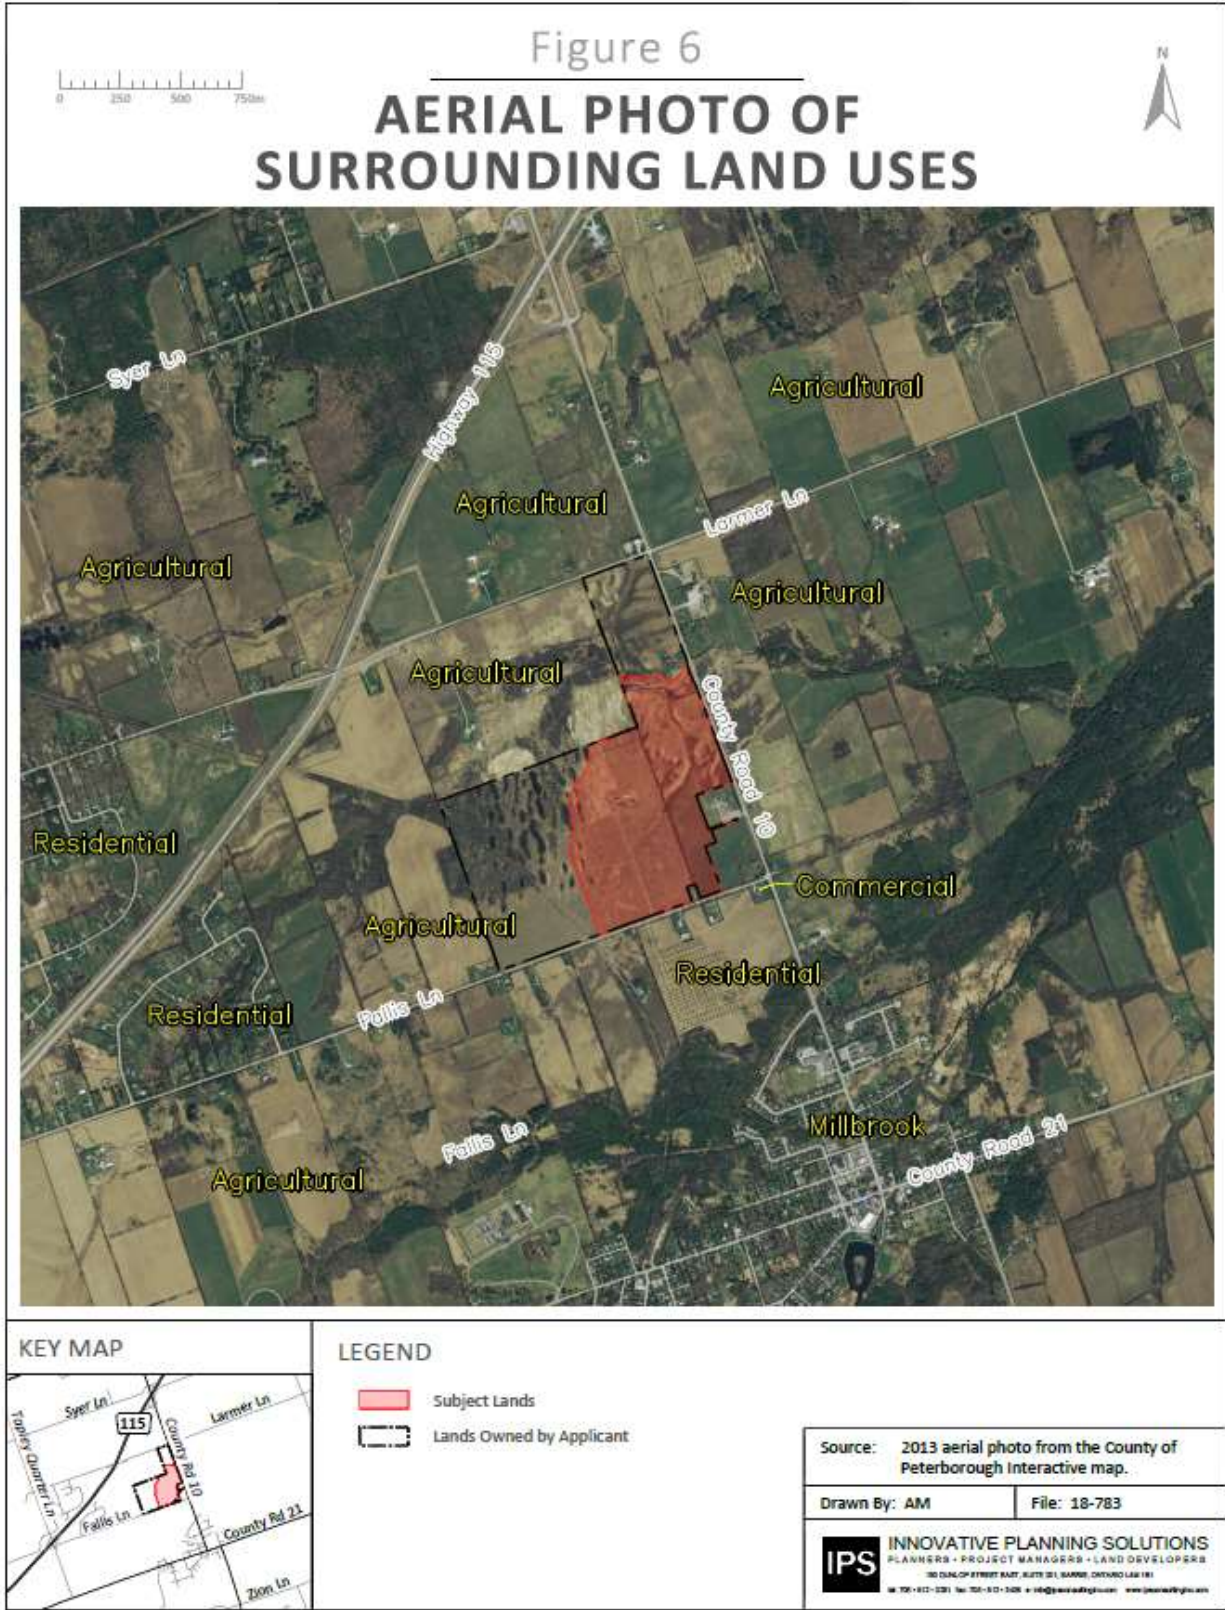 Figure 6
0 250 500 750m
N
AERIAL PHOTO OF
SURROUNDING LAND USES
Syer Ln
Highway 115
Agricultural
Agricultural
Larmer Ln
Agricultural
Agricultural
Agricultural
County Road 10
Residential
Commercial
Agricultural
Residential
Residential
Fallis Ln
Millbrook
Fallis Ln
County Road 21
Agricultural
KEY MAP
Syer Ln
115
Larmer Ln
Tapley Quarter Ln
County Rd 10
Fallis Ln
County Rd 21
Zion Ln
LEGEND
Subject Lands
Lands Owned by Applicant
Source: 2013 aerial photo from the County of
Peterborough Interactive map.
Drawn By: AM
File: 18-783
IPS
INNOVATIVE PLANNING SOLUTIONS
PLANNERS • PROJECT MANAGERS • LAND DEVELOPERS